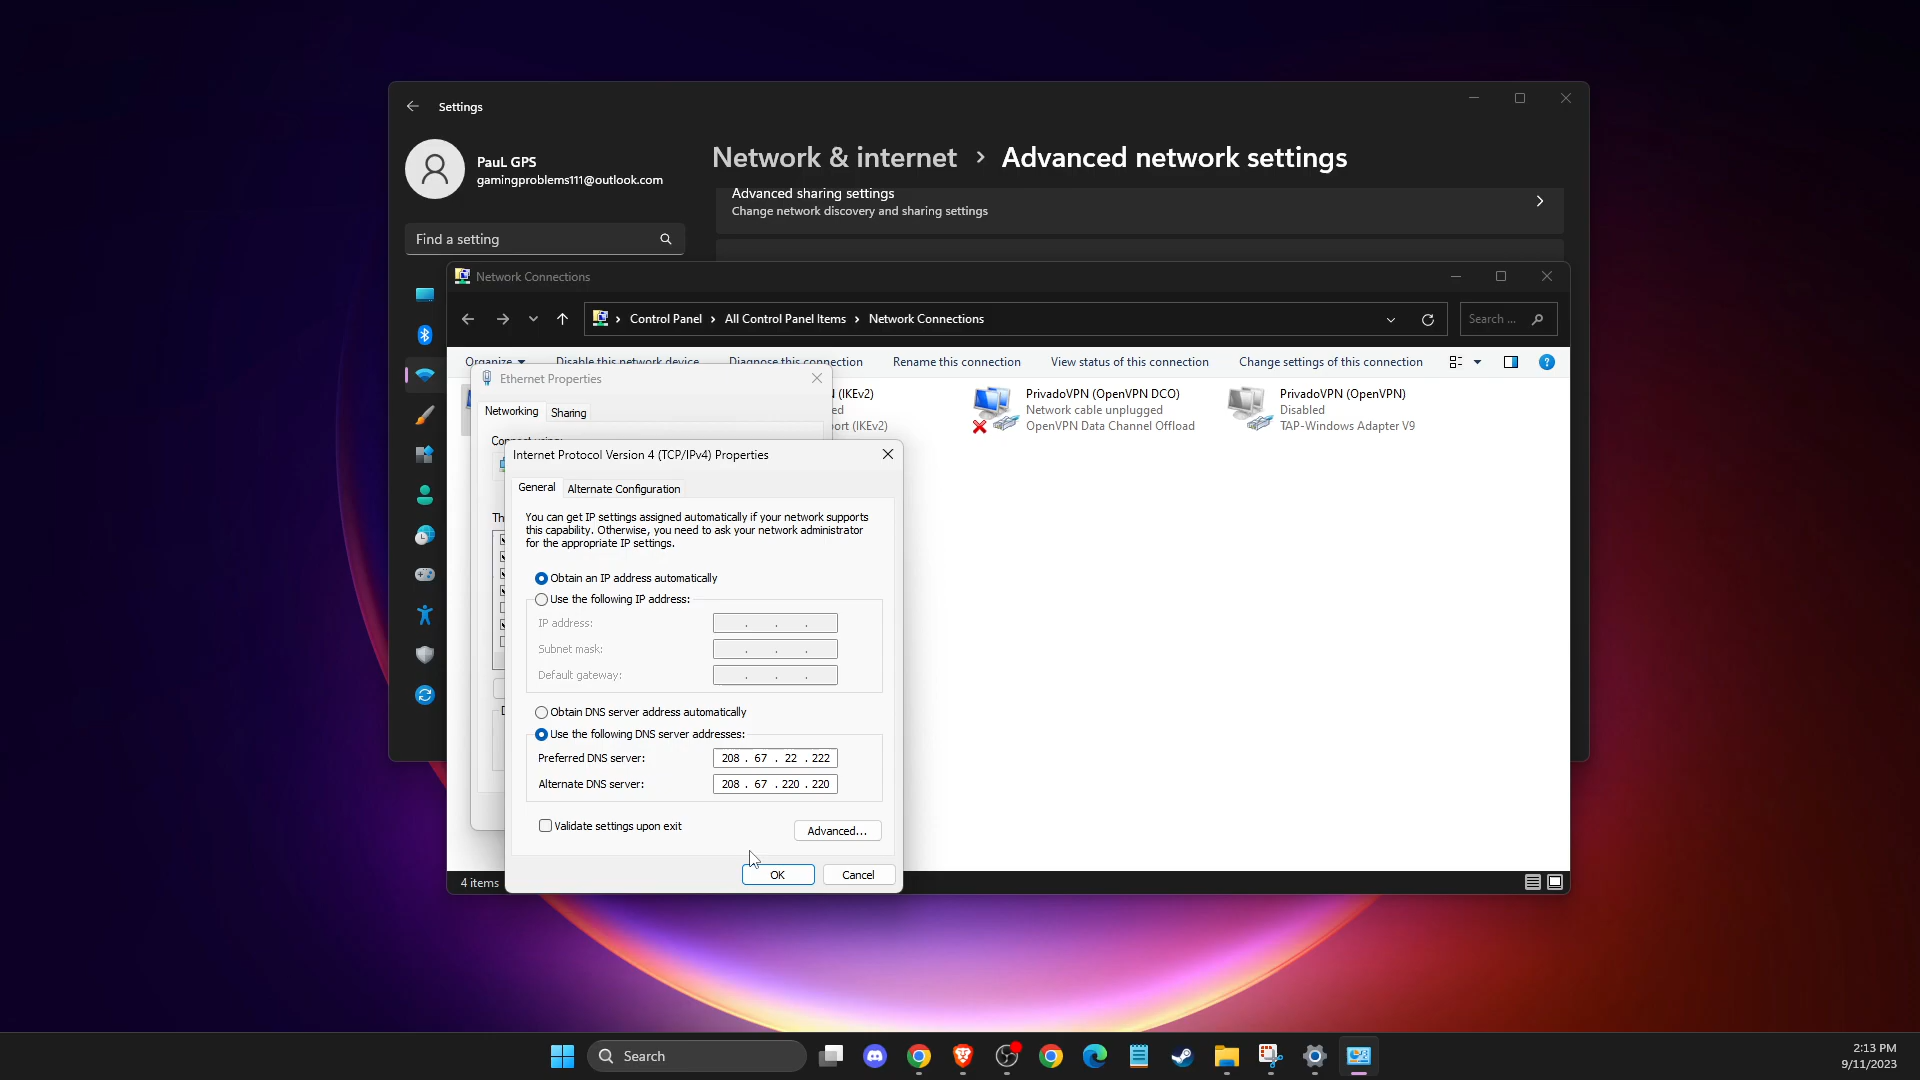 Settings
PauL GPS
gamingproblems111@outlook.com
Find a setting
Network & internet > Advanced network settings
Advanced sharing settings
Change network discovery and sharing settings
Network Connections
Control Panel > All Control Panel Items > Network Connections
Search ...
Organize
Disable this network device
Diagnose this connection
Rename this connection
View status of this connection
Change settings of this connection
Ethernet Properties
Networking
Sharing
(IKEv2)
ort (IKEv2)
PrivadoVPN (OpenVPN DCO)
Network cable unplugged
OpenVPN Data Channel Offload
PrivadoVPN (OpenVPN)
Disabled
TAP-Windows Adapter V9
Connect using:
Internet Protocol Version 4 (TCP/IPv4) Properties
General
Alternate Configuration
You can get IP settings assigned automatically if your network supports
this capability. Otherwise, you need to ask your network administrator
for the appropriate IP settings.
Obtain an IP address automatically
Use the following IP address:
IP address: . . .
Subnet mask: . . .
Default gateway: . . .
Obtain DNS server address automatically
Use the following DNS server addresses:
Preferred DNS server: 208 . 67 . 22 . 222
Alternate DNS server: 208 . 67 . 220 . 220
Validate settings upon exit
Advanced...
OK
Cancel
4 items
Search
2:13 PM
9/11/2023